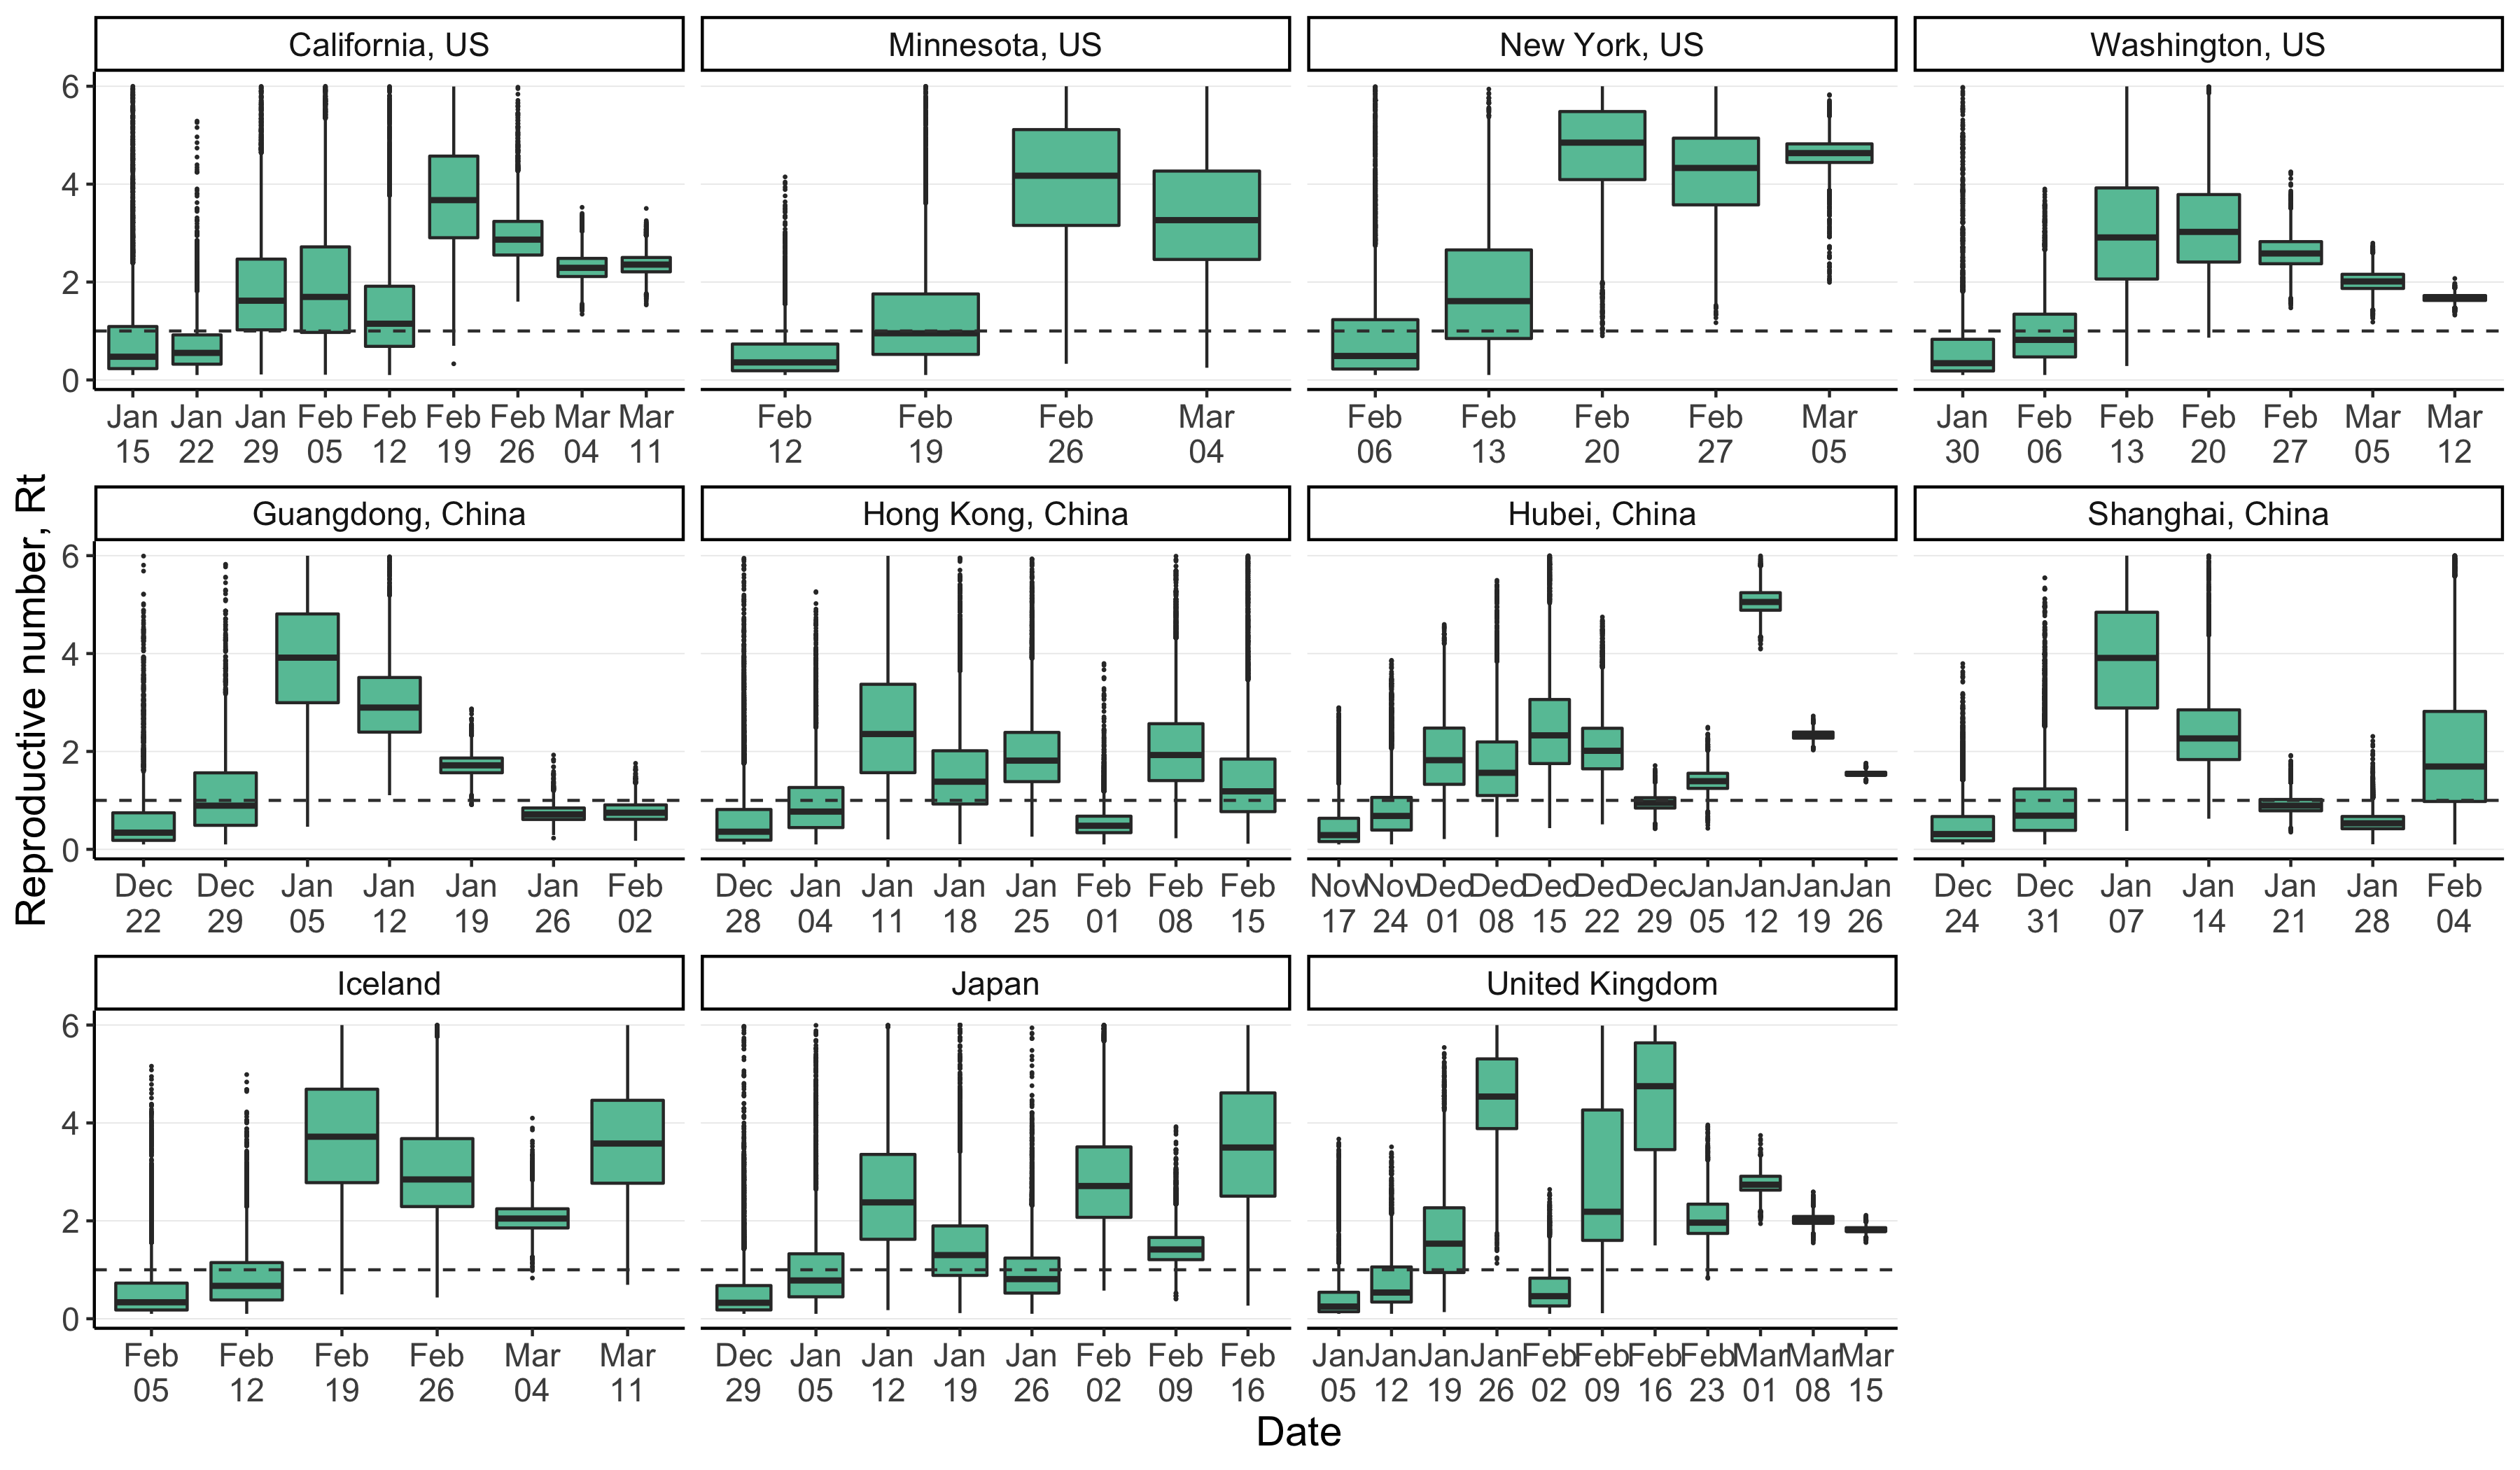 California, US
Minnesota, US
New York, US
Washington, US
6
4
2
0
Jan Jan Jan Feb Feb Feb Feb Mar Mar
15 22 29 05 12 19 26 04 11
Feb Feb Feb Mar
12 19 26 04
Feb Feb Feb Feb Mar
06 13 20 27 05
Jan Feb Feb Feb Feb Mar Mar
30 06 13 20 27 05 12
Reproductive number, Rt
Guangdong, China
Hong Kong, China
Hubei, China
Shanghai, China
6
4
2
0
Dec Dec Jan Jan Jan Jan Feb
22 29 05 12 19 26 02
Dec Jan Jan Jan Jan Feb Feb Feb
28 04 11 18 25 01 08 15
Nov Nov Dec Dec Dec Dec Dec Jan Jan Jan Jan
17 24 01 08 15 22 29 05 12 19 26
Dec Dec Jan Jan Jan Jan Feb
24 31 07 14 21 28 04
Iceland
Japan
United Kingdom
6
4
2
0
Feb Feb Feb Feb Mar Mar
05 12 19 26 04 11
Dec Jan Jan Jan Jan Feb Feb Feb
29 05 12 19 26 02 09 16
Jan Jan Jan Jan Feb Feb Feb Feb Mar Mar Mar
05 12 19 26 02 09 16 23 01 08 15
Date